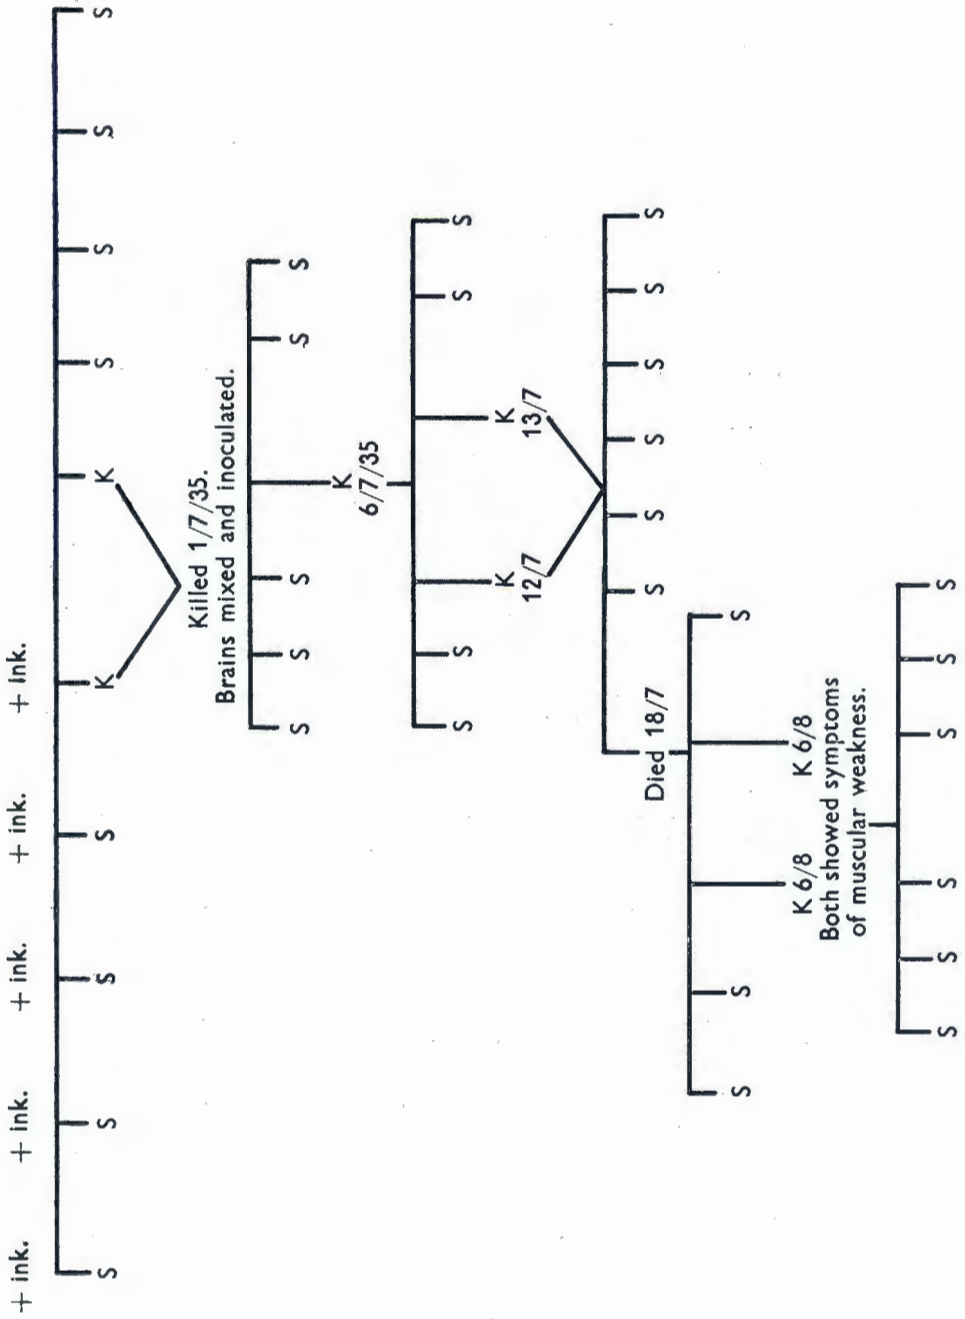 + ink. + ink. + ink. + ink. + ink.
S S S S K K S S S S
Killed 1/7/35.
Brains mixed and inoculated.
S S S S S
K
6/7/35
S S S S
K K
12/7 13/7
Died 18/7 S S S S S S
S S S
K 6/8 K 6/8
Both showed symptoms
of muscular weakness.
S S S S S S